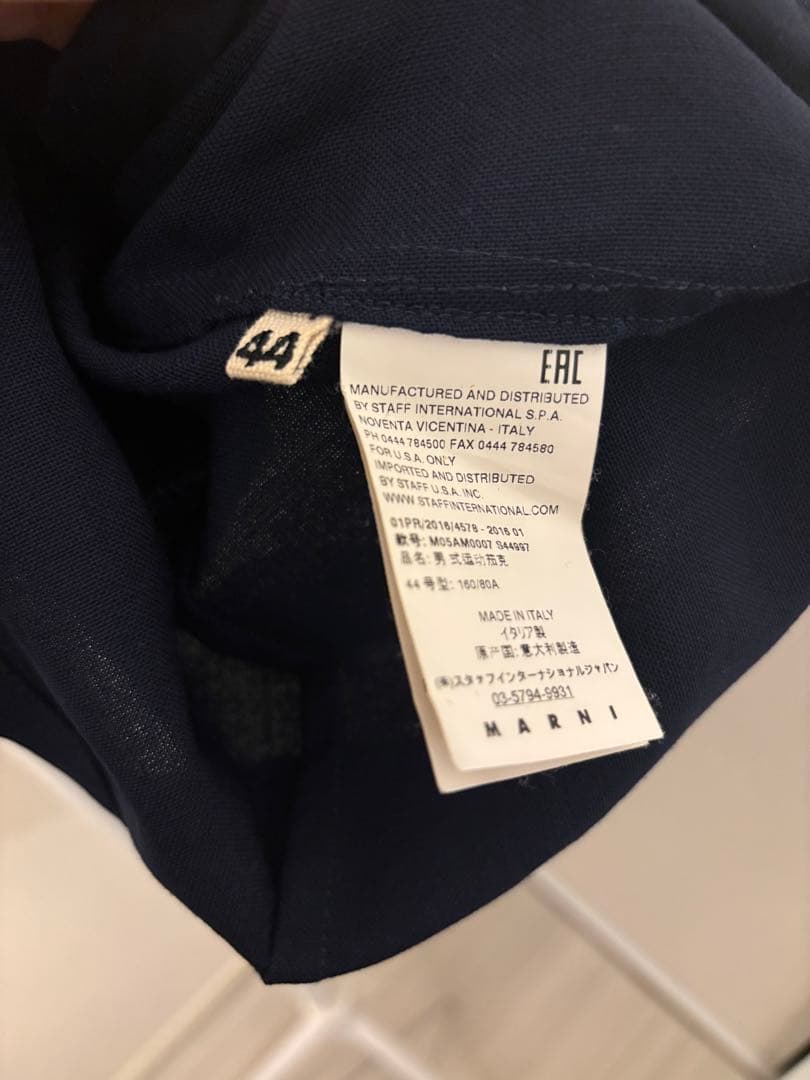 44
EAC
MANUFACTURED AND DISTRIBUTED
BY STAFF INTERNATIONAL S.P.A.
NOVENTA VICENTINA - ITALY
PH 0444 784500 FAX 0444 784580
FOR U.S.A. ONLY
IMPORTED AND DISTRIBUTED
BY STAFF U.S.A. INC.
WWW.STAFFINTERNATIONAL.COM
01PR/2016/4578 - 2016 01
款号: M05AM0007 S44997
品名: 男 式运动茄克
44 号型: 160/80A
MADE IN ITALY
イタリア製
原产国: 意大利製造
(株)スタッフインターナショナルジャパン
03-5794-9931
MARNI